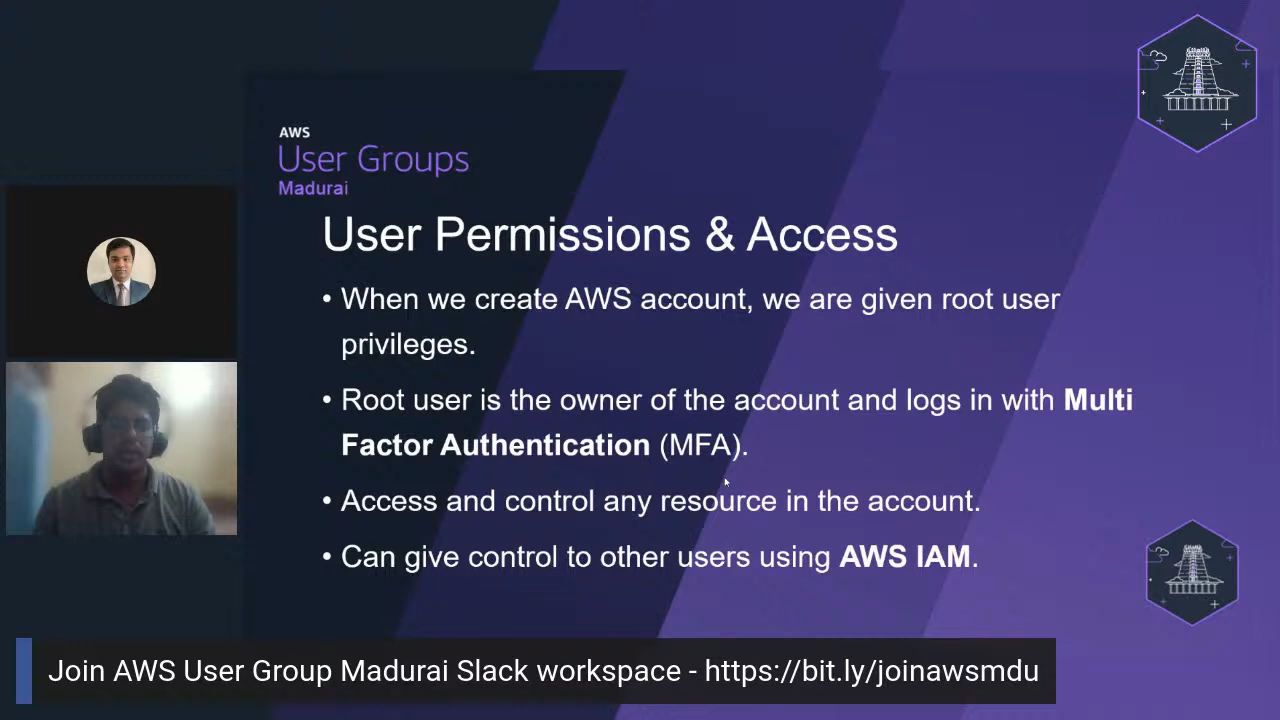 AWS
User Groups
Madurai
User Permissions & Access
• When we create AWS account, we are given root user
privileges.
• Root user is the owner of the account and logs in with Multi
Factor Authentication (MFA).
• Access and control any resource in the account.
• Can give control to other users using AWS IAM.
Join AWS User Group Madurai Slack workspace - https://bit.ly/joinawsmdu